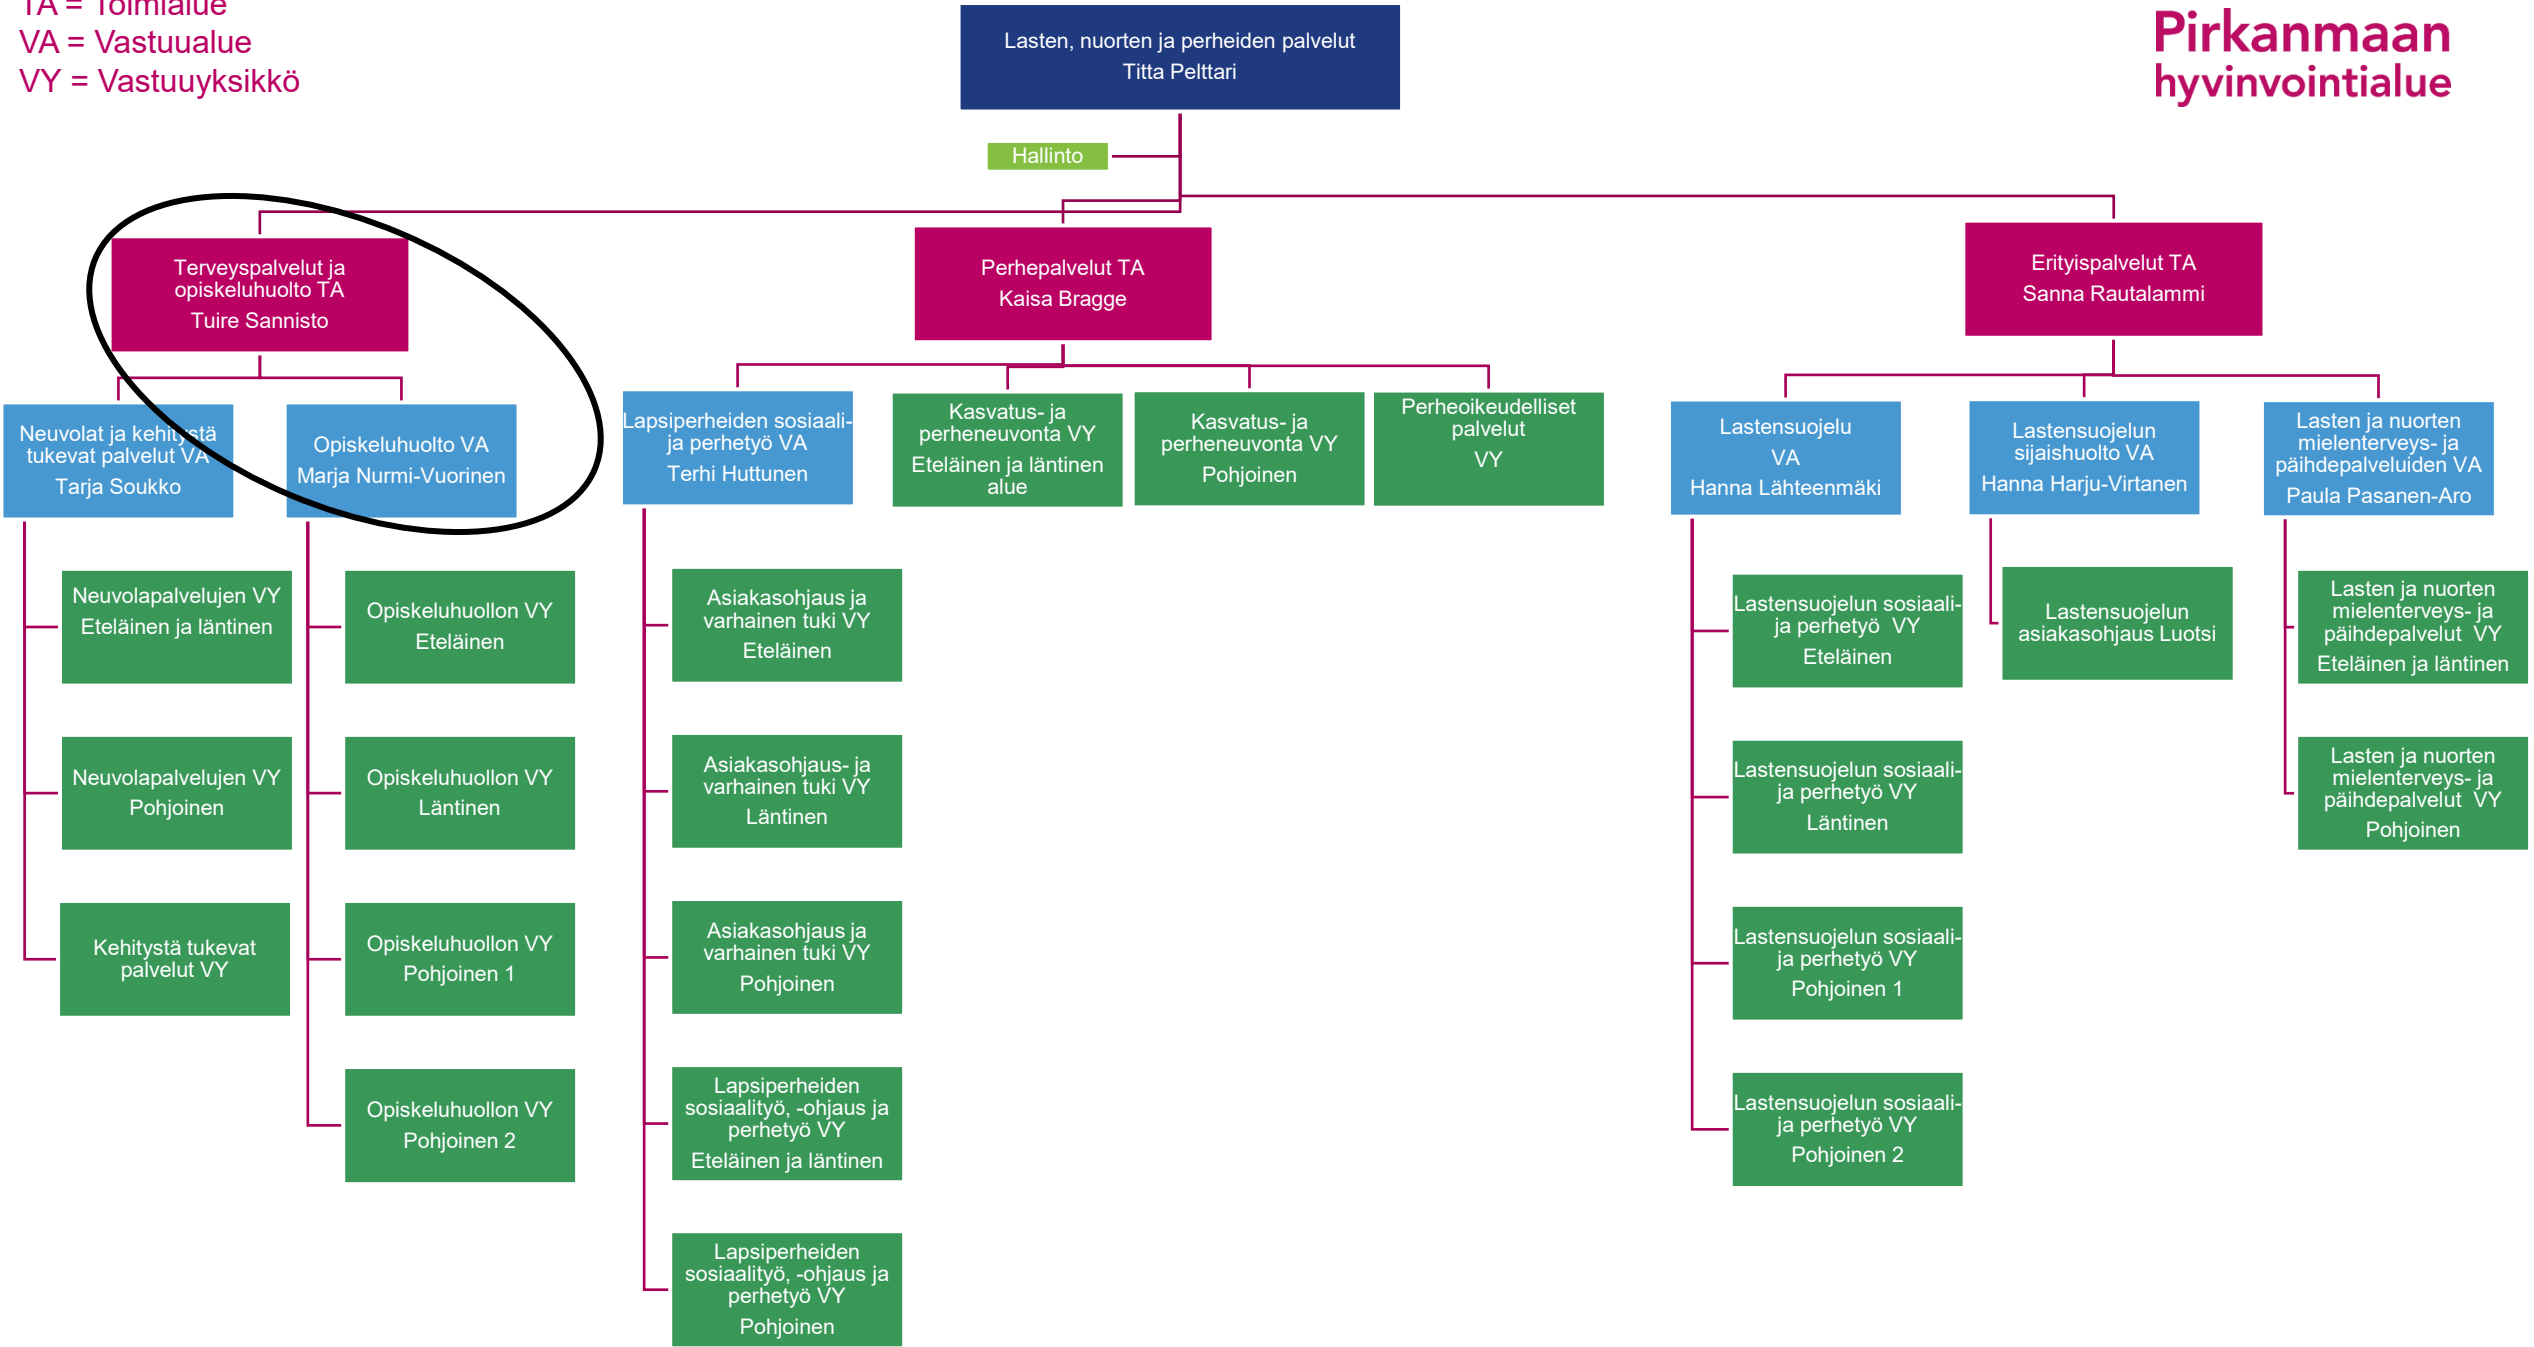 TA = Toimialue
VA = Vastuualue
VY = Vastuuyksikkö
Pirkanmaan
hyvinvointialue
Lasten, nuorten ja perheiden palvelut
Titta Pelttari
Hallinto
Terveyspalvelut ja
opiskeluhuolto TA
Tuire Sannisto
Perhepalvelut TA
Kaisa Bragge
Erityispalvelut TA
Sanna Rautalammi
Neuvolat ja kehitystä
tukevat palvelut VA
Tarja Soukko
Opiskeluhuolto VA
Marja Nurmi-Vuorinen
Lapsiperheiden sosiaali-
ja perhetyö VA
Terhi Huttunen
Kasvatus- ja
perheneuvonta VY
Eteläinen ja läntinen
alue
Kasvatus- ja
perheneuvonta VY
Pohjoinen
Perheoikeudelliset
palvelut
VY
Lastensuojelu
VA
Hanna Lähteenmäki
Lastensuojelun
sijaishuolto VA
Hanna Harju-Virtanen
Lasten ja nuorten
mielenterveys- ja
päihdepalveluiden VA
Paula Pasanen-Aro
Neuvolapalvelujen VY
Eteläinen ja läntinen
Neuvolapalvelujen VY
Pohjoinen
Kehitystä tukevat
palvelut VY
Opiskeluhuollon VY
Eteläinen
Opiskeluhuollon VY
Läntinen
Opiskeluhuollon VY
Pohjoinen 1
Opiskeluhuollon VY
Pohjoinen 2
Asiakasohjaus ja
varhainen tuki VY
Eteläinen
Asiakasohjaus- ja
varhainen tuki VY
Läntinen
Asiakasohjaus ja
varhainen tuki VY
Pohjoinen
Lapsiperheiden
sosiaalityö, -ohjaus ja
perhetyö VY
Eteläinen ja läntinen
Lapsiperheiden
sosiaalityö, -ohjaus ja
perhetyö VY
Pohjoinen
Lastensuojelun sosiaali-
ja perhetyö VY
Eteläinen
Lastensuojelun sosiaali-
ja perhetyö VY
Läntinen
Lastensuojelun sosiaali-
ja perhetyö VY
Pohjoinen 1
Lastensuojelun sosiaali-
ja perhetyö VY
Pohjoinen 2
Lastensuojelun
asiakasohjaus Luotsi
Lasten ja nuorten
mielenterveys- ja
päihdepalvelut VY
Eteläinen ja läntinen
Lasten ja nuorten
mielenterveys- ja
päihdepalvelut VY
Pohjoinen